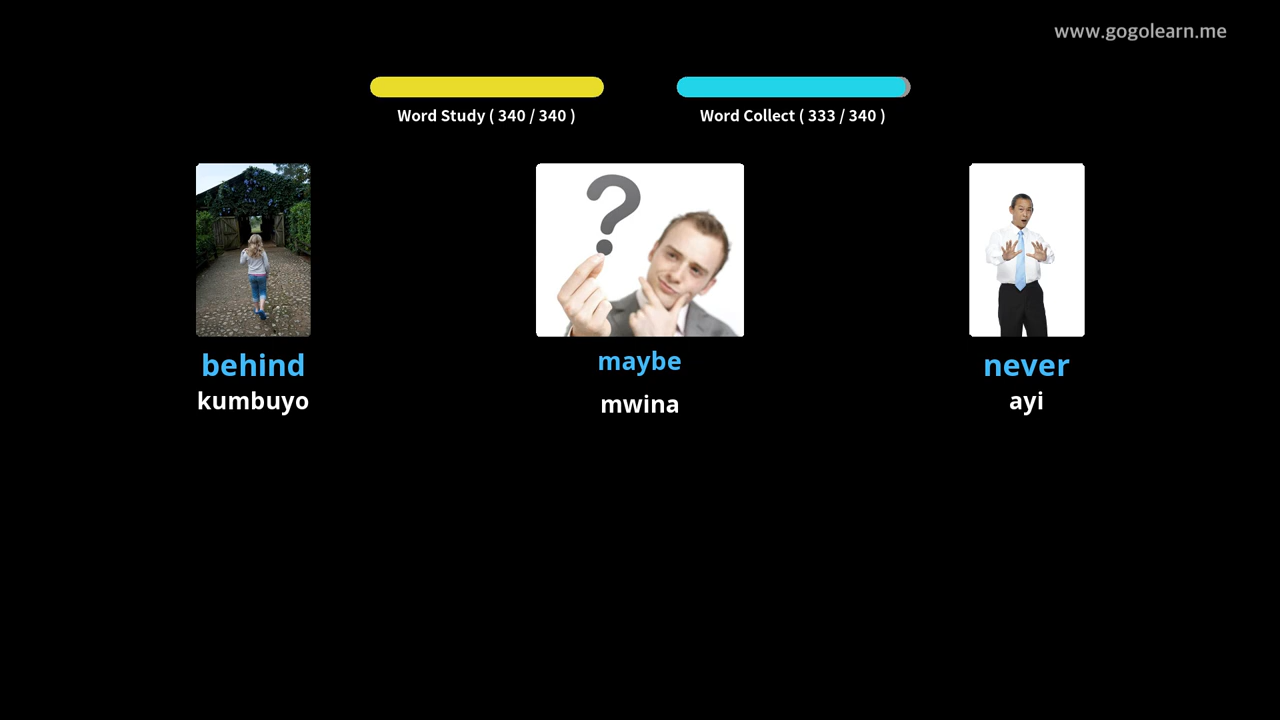 www.gogolearn.me
Word Study ( 340 / 340 )
Word Collect ( 333 / 340 )
behind
kumbuyo
maybe
mwina
never
ayi